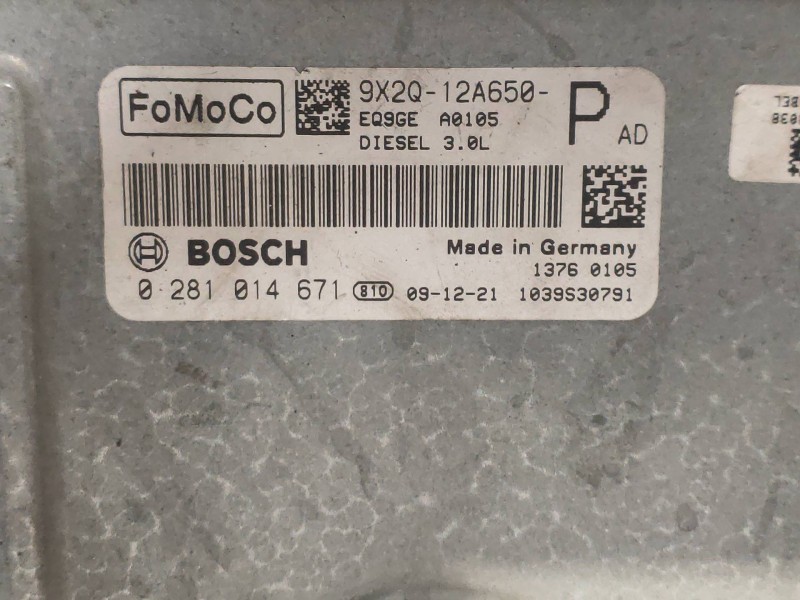 FoMoCo
9X2Q-12A650- P AD
EQ9GE A0105
DIESEL 3.0L
BOSCH
Made in Germany
1376 0105
0 281 014 671 810 09-12-21 1039S30791